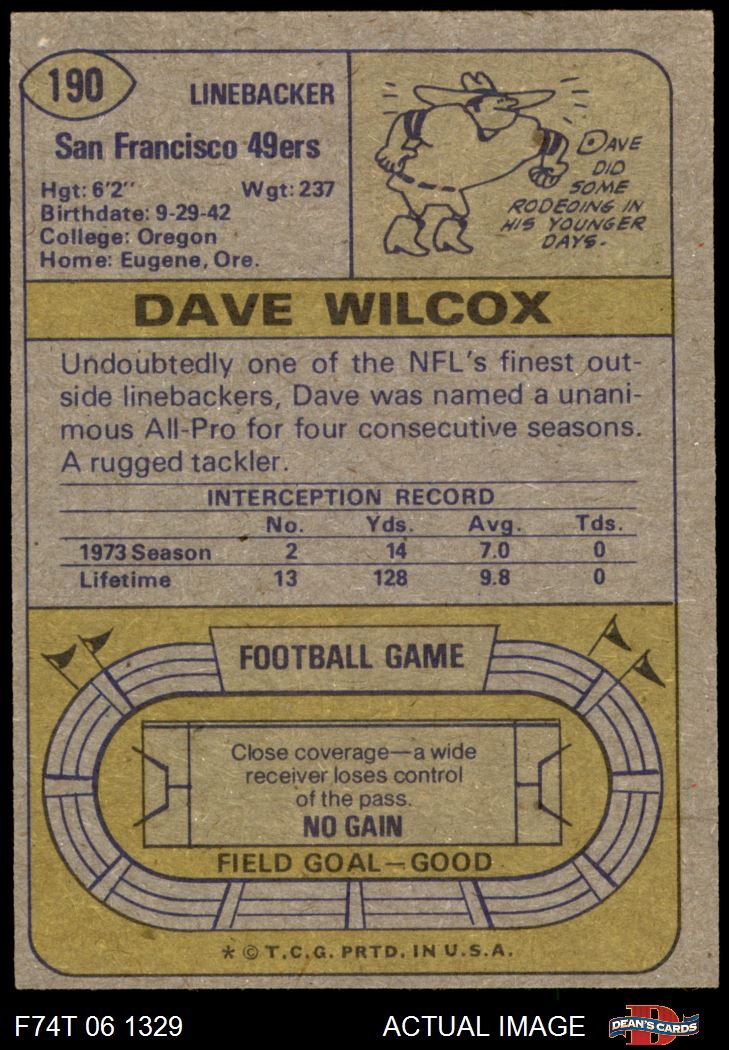 190
LINEBACKER
San Francisco 49ers
Hgt: 6'2" Wgt: 237
Birthdate: 9-29-42
College: Oregon
Home: Eugene, Ore.
DAVE
DID
SOME
RODEOING IN
HIS YOUNGER
DAYS.
DAVE WILCOX
Undoubtedly one of the NFL's finest out-
side linebackers, Dave was named a unani-
mous All-Pro for four consecutive seasons.
A rugged tackler.
INTERCEPTION RECORD
No. Yds. Avg. Tds.
1973 Season 2 14 7.0 0
Lifetime 13 128 9.8 0
FOOTBALL GAME
Close coverage—a wide
receiver loses control
of the pass.
NO GAIN
FIELD GOAL—GOOD
* © T.C.G. PRTD. IN U.S.A.
F74T 06 1329 ACTUAL IMAGE DEAN'S CARDS